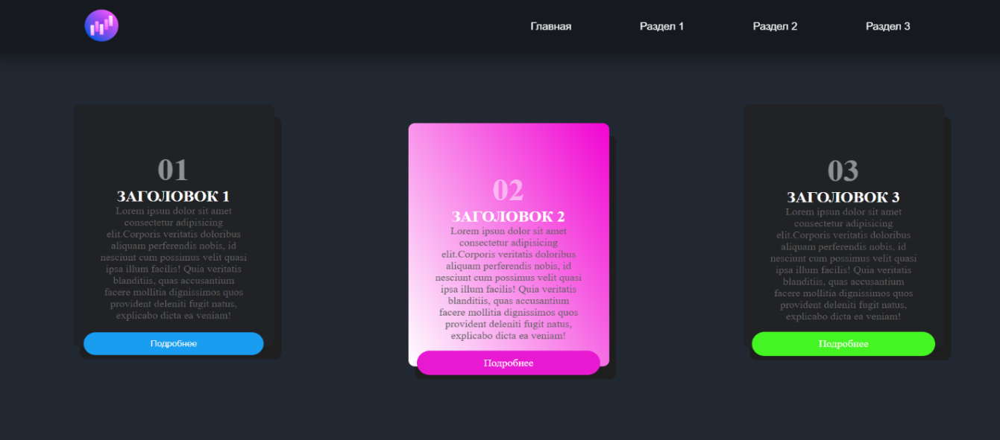 Главная
Раздел 1
Раздел 2
Раздел 3
01
ЗАГОЛОВОК 1
Lorem ipsun dolor sit amet
consectetur adipisicing
elit.Corporis veritatis doloribus
aliquam perferendis nobis, id
nesciunt cum possimus velit quasi
ipsa illum facilis! Quia veritatis
blanditiis, quas accusantium
facere mollitia dignissimos quos
provident deleniti fugit natus,
explicabo dicta ea veniam!
Подробнее
02
ЗАГОЛОВОК 2
Lorem ipsun dolor sit amet
consectetur adipisicing
elit.Corporis veritatis doloribus
aliquam perferendis nobis, id
nesciunt cum possimus velit quasi
ipsa illum facilis! Quia veritatis
blanditiis, quas accusantium
facere mollitia dignissimos quos
provident deleniti fugit natus,
explicabo dicta ea veniam!
Подробнее
03
ЗАГОЛОВОК 3
Lorem ipsun dolor sit amet
consectetur adipisicing
elit.Corporis veritatis doloribus
aliquam perferendis nobis, id
nesciunt cum possimus velit quasi
ipsa illum facilis! Quia veritatis
blanditiis, quas accusantium
facere mollitia dignissimos quos
provident deleniti fugit natus,
explicabo dicta ea veniam!
Подробнее